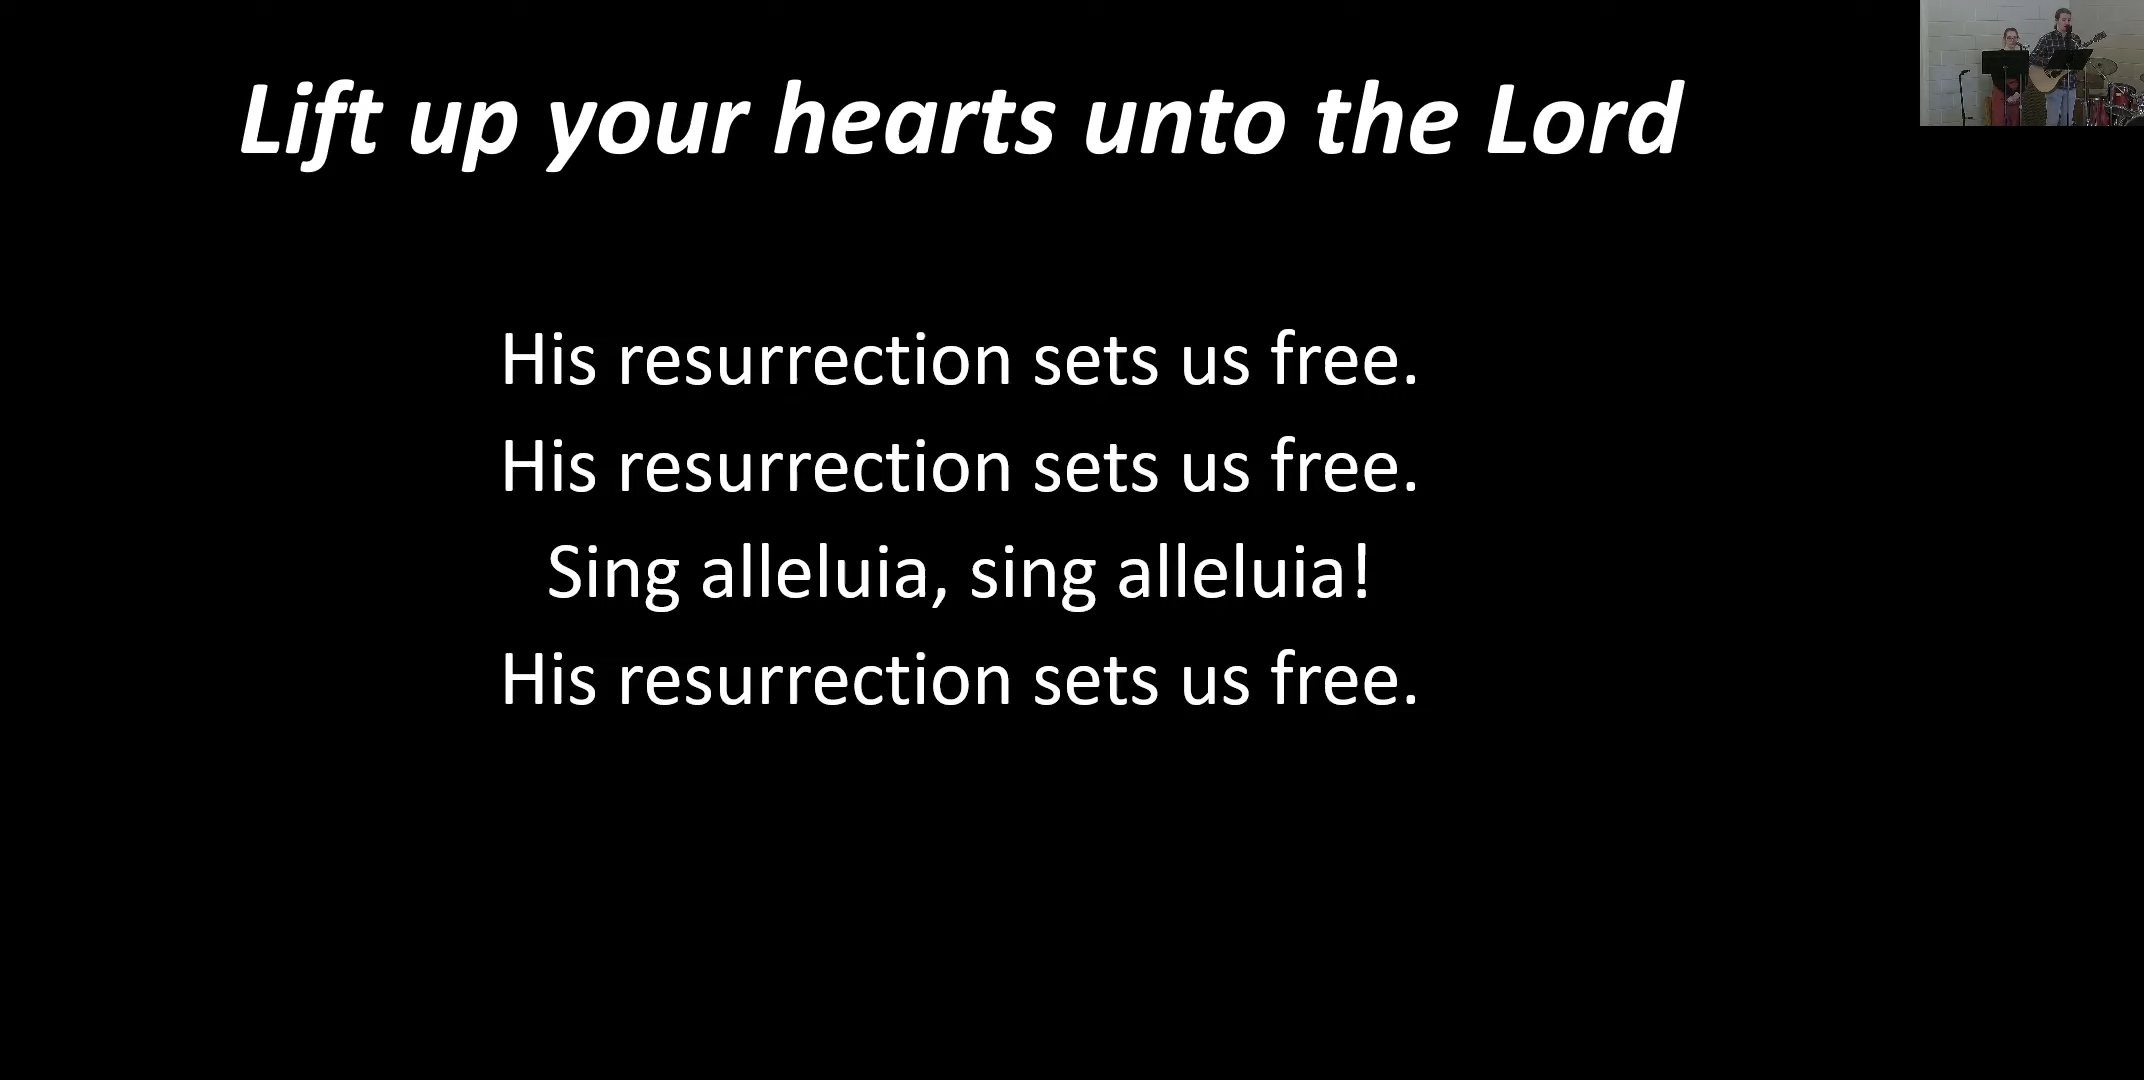 Lift up your hearts unto the Lord
His resurrection sets us free.
His resurrection sets us free.
Sing alleluia, sing alleluia!
His resurrection sets us free.